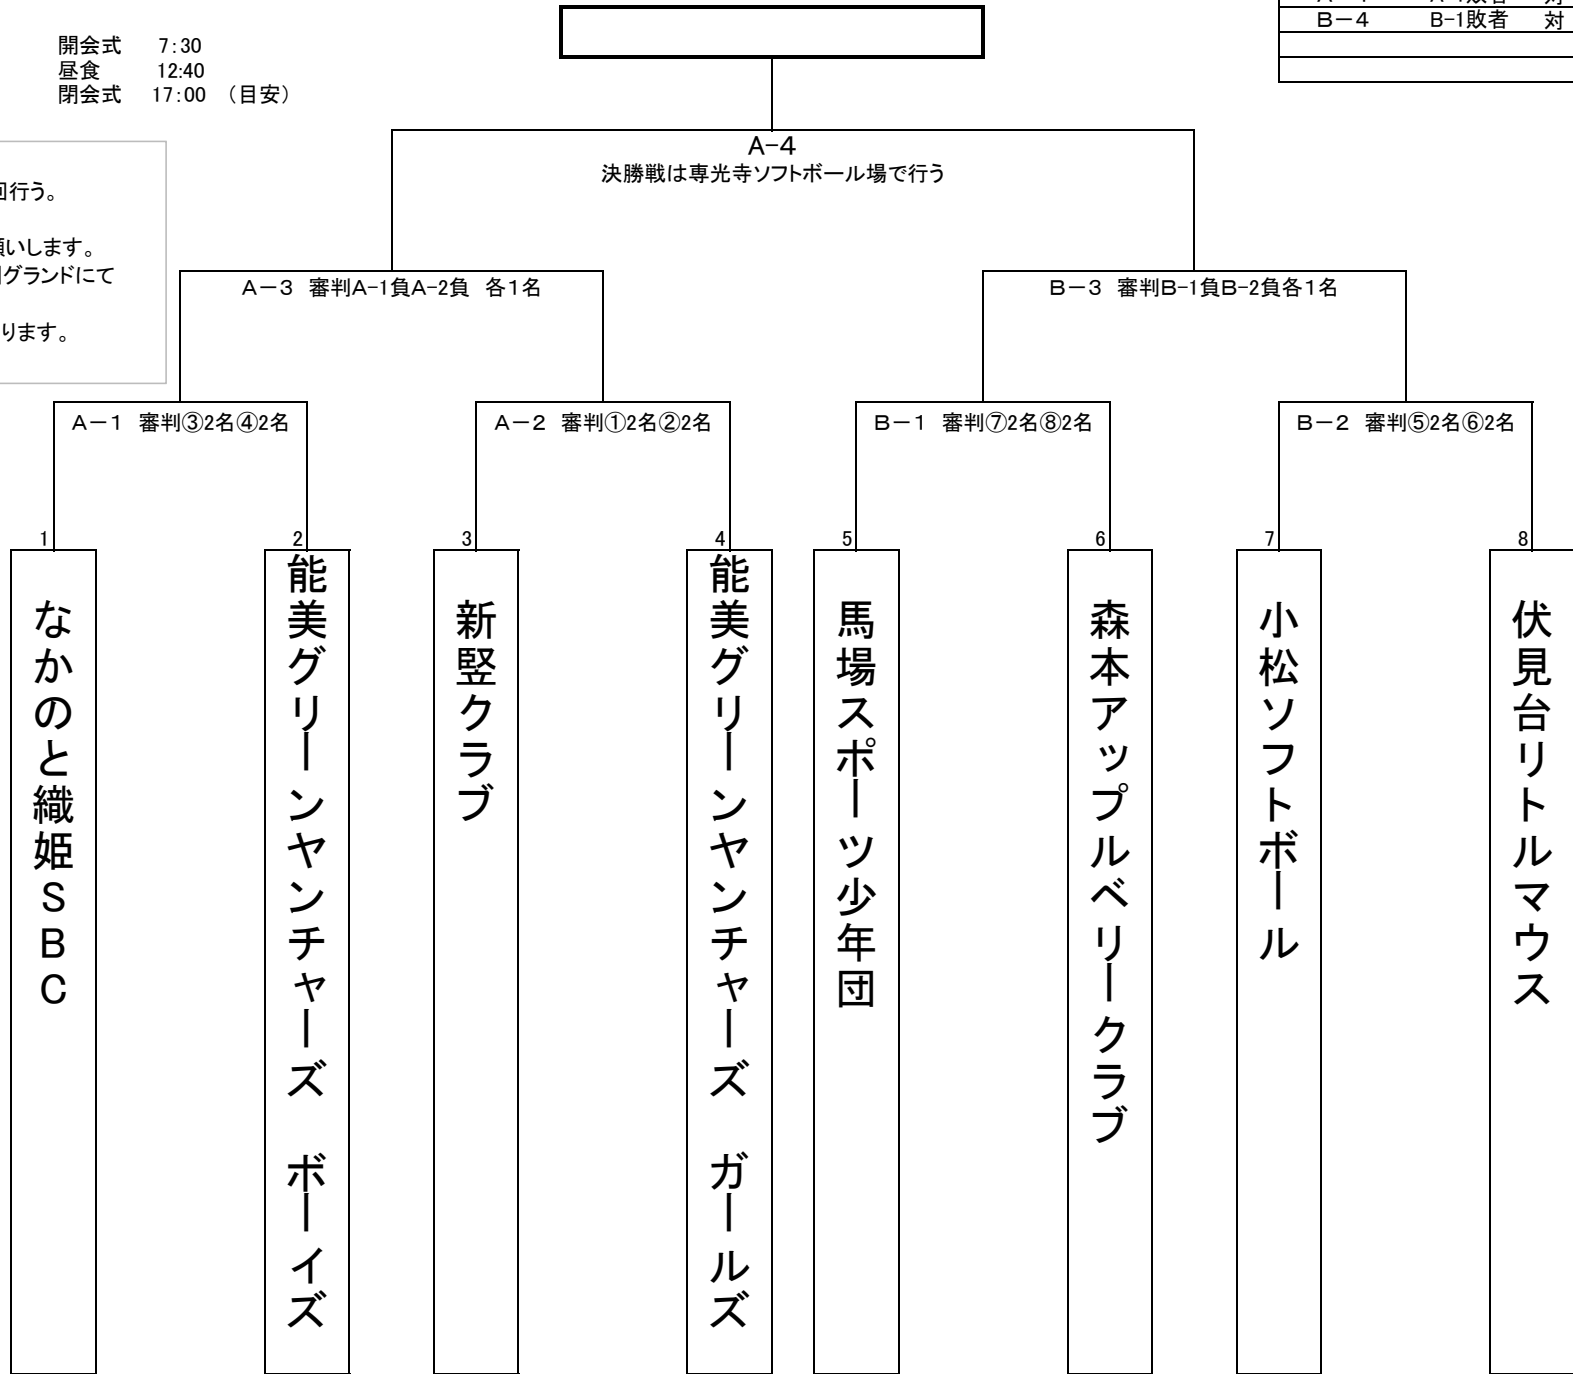 B－4 B-1敗者 対
開会式 7:30
昼食 12:40
閉会式 17:00 （目安）
A-4
決勝戦は専光寺ソフトボール場で行う
回行う。
願いします。
グランドにて
ります。
A－3 審判A-1負A-2負 各1名
B－3 審判B-1負B-2負各1名
A－1 審判③2名④2名
A－2 審判①2名②2名
B－1 審判⑦2名⑧2名
B－2 審判⑤2名⑥2名
1
2
3
4
5
6
7
8
なかのと織姫SBC
能美グリーンヤンチャーズ ボーイズ
新竪クラブ
能美グリーンヤンチャーズ ガールズ
馬場スポーツ少年団
森本アップルベリークラブ
小松ソフトボール
伏見台リトルマウス